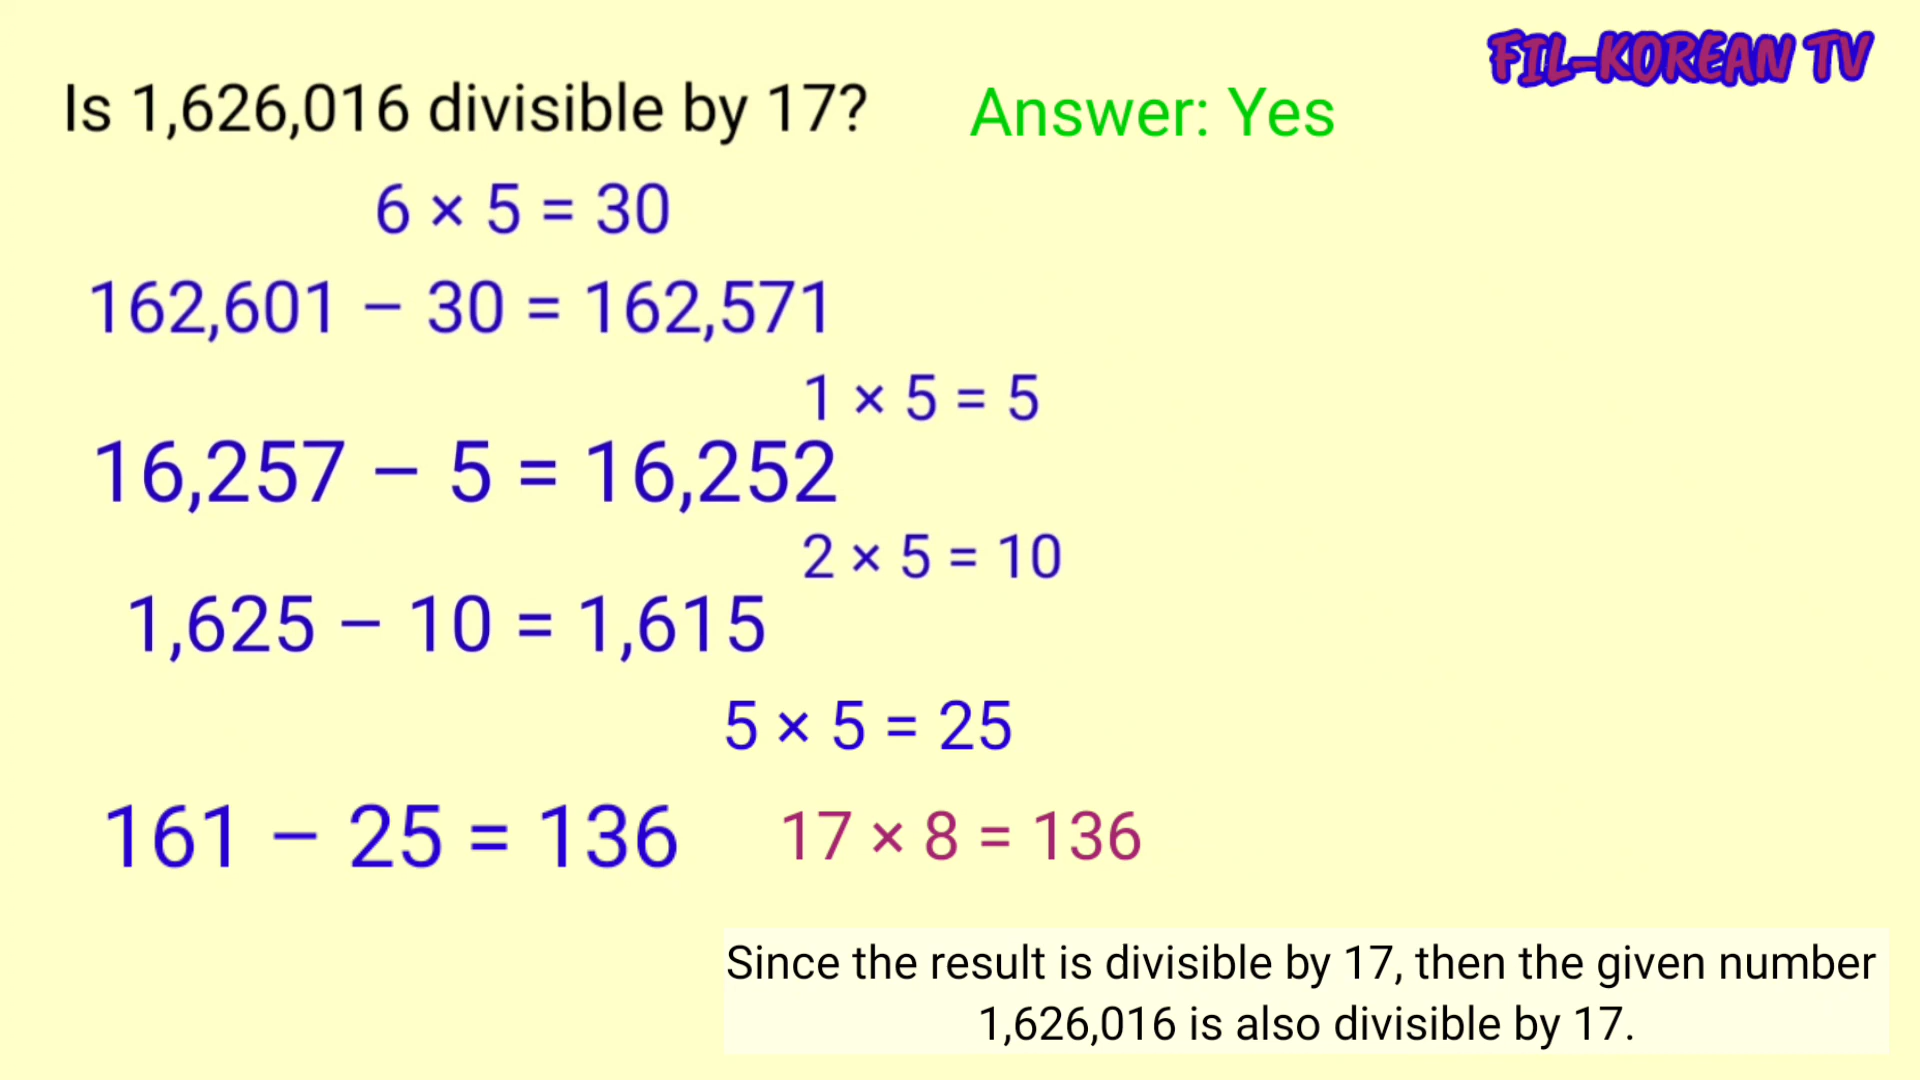 FIL-KOREAN TV
Is 1,626,016 divisible by 17? Answer: Yes
6 × 5 = 30
162,601 – 30 = 162,571
1 × 5 = 5
16,257 – 5 = 16,252
2 × 5 = 10
1,625 – 10 = 1,615
5 × 5 = 25
161 – 25 = 136 17 × 8 = 136
Since the result is divisible by 17, then the given number
1,626,016 is also divisible by 17.